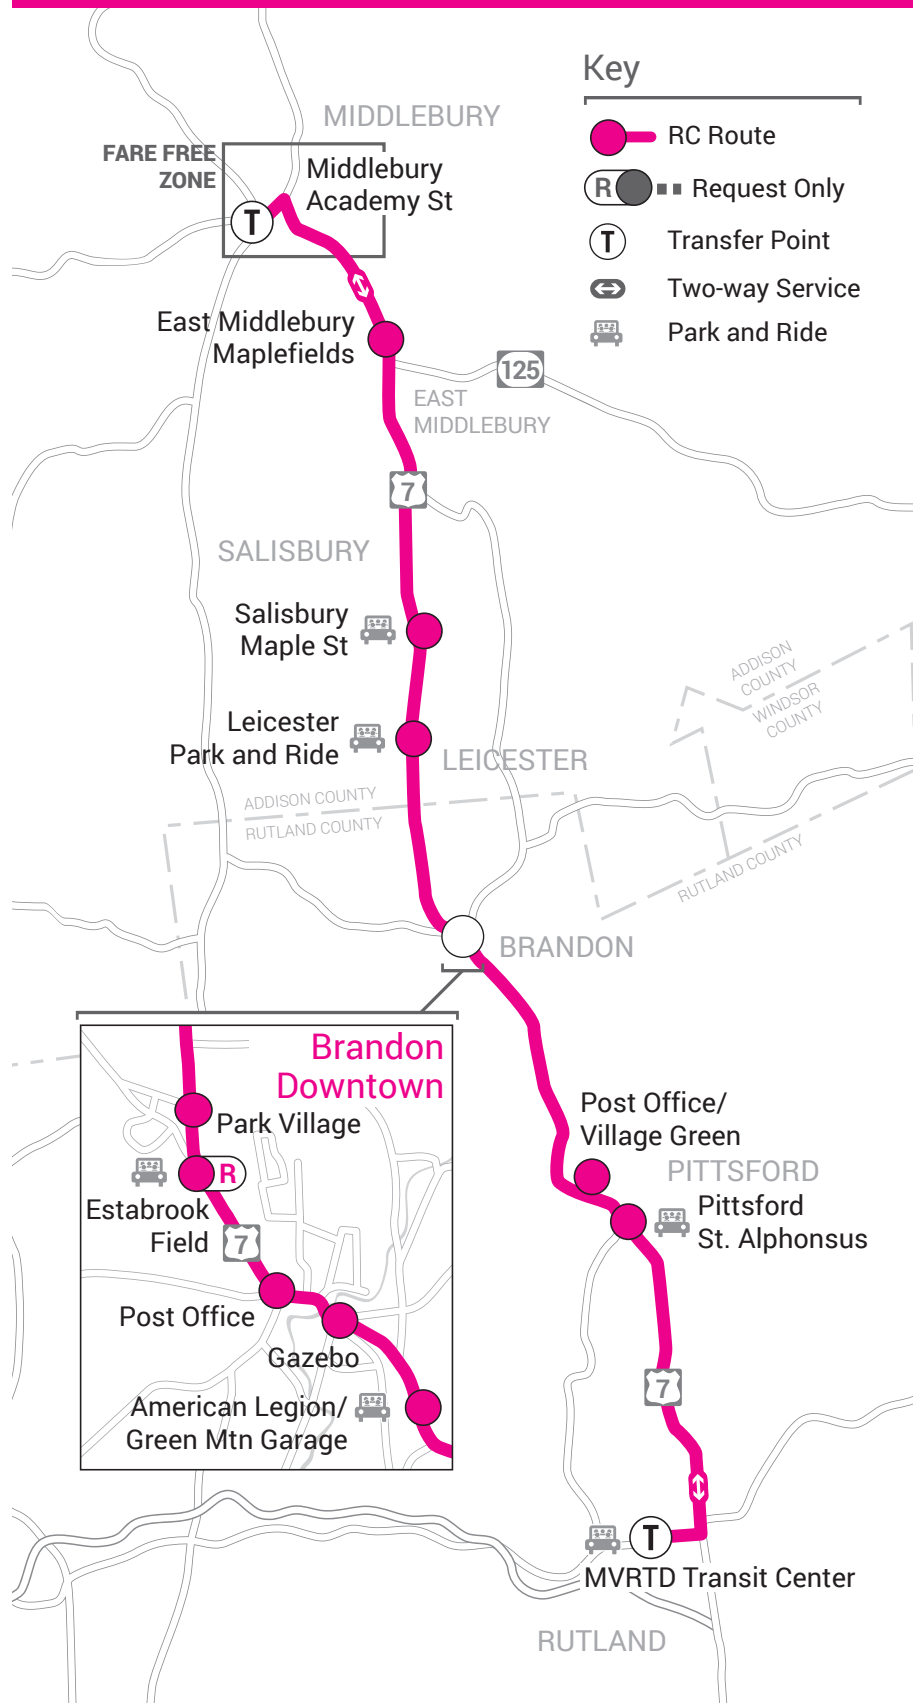 Key
RC Route
R
Request Only
T
Transfer Point
Two-way Service
Park and Ride
MIDDLEBURY
FARE FREE
ZONE
Middlebury
Academy St
T
East Middlebury
Maplefields
125
EAST
MIDDLEBURY
7
SALISBURY
Salisbury
Maple St
ADDISON
COUNTY
WINDSOR
COUNTY
Leicester
Park and Ride
LEICESTER
ADDISON COUNTY
RUTLAND COUNTY
RUTLAND COUNTY
BRANDON
Brandon
Downtown
Park Village
R
Estabrook
Field
7
Post Office
Gazebo
American Legion/
Green Mtn Garage
Post Office/
Village Green
PITTSFORD
Pittsford
St. Alphonsus
7
T
MVRTD Transit Center
RUTLAND